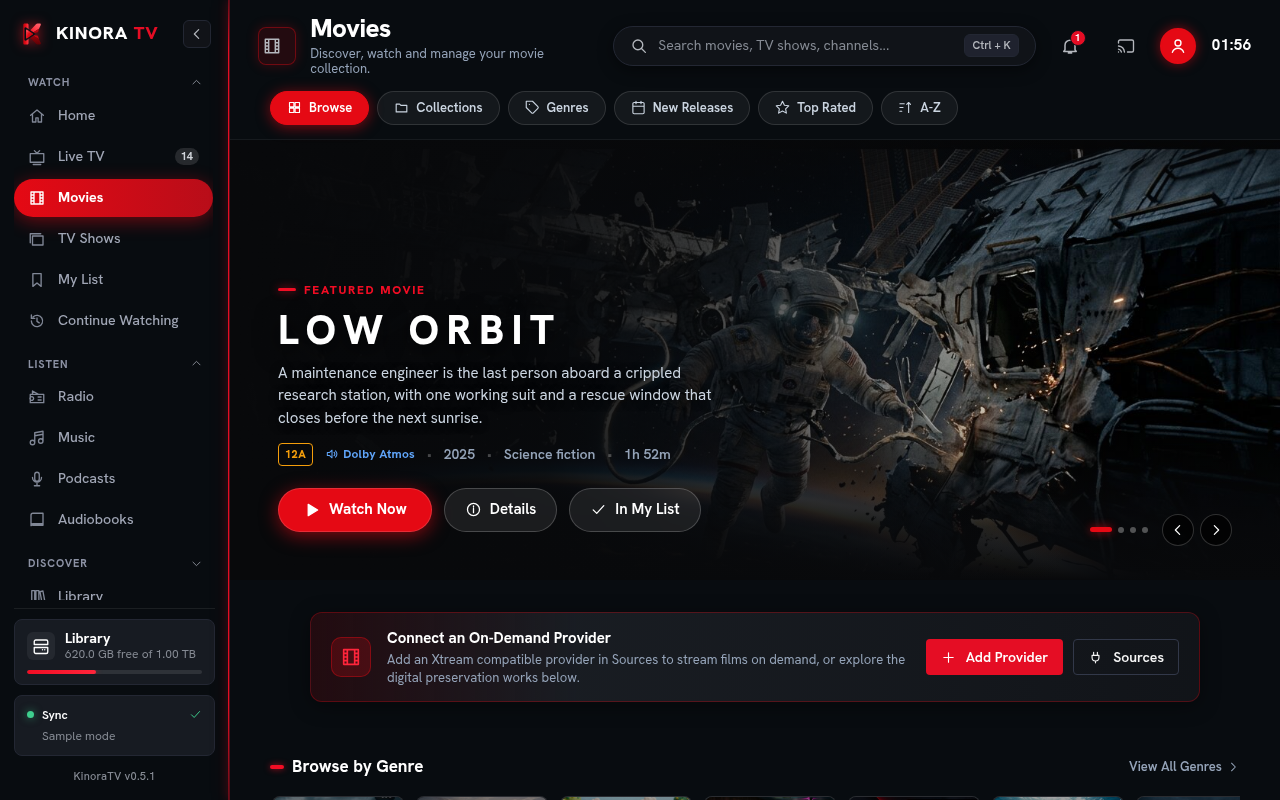 KINORA TV
WATCH
Home
Live TV
14
Movies
TV Shows
My List
Continue Watching
LISTEN
Radio
Music
Podcasts
Audiobooks
DISCOVER
Library
Library
620.0 GB free of 1.00 TB
Sync
Sample mode
KinoraTV v0.5.1
Movies
Discover, watch and manage your movie
collection.
Search movies, TV shows, channels...
Ctrl + K
1
01:56
Browse
Collections
Genres
New Releases
Top Rated
A-Z
FEATURED MOVIE
LOW ORBIT
A maintenance engineer is the last person aboard a crippled
research station, with one working suit and a rescue window that
closes before the next sunrise.
12A
Dolby Atmos
2025
Science fiction
1h 52m
Watch Now
Details
In My List
Connect an On-Demand Provider
Add an Xtream compatible provider in Sources to stream films on demand, or explore the
digital preservation works below.
Add Provider
Sources
Browse by Genre
View All Genres